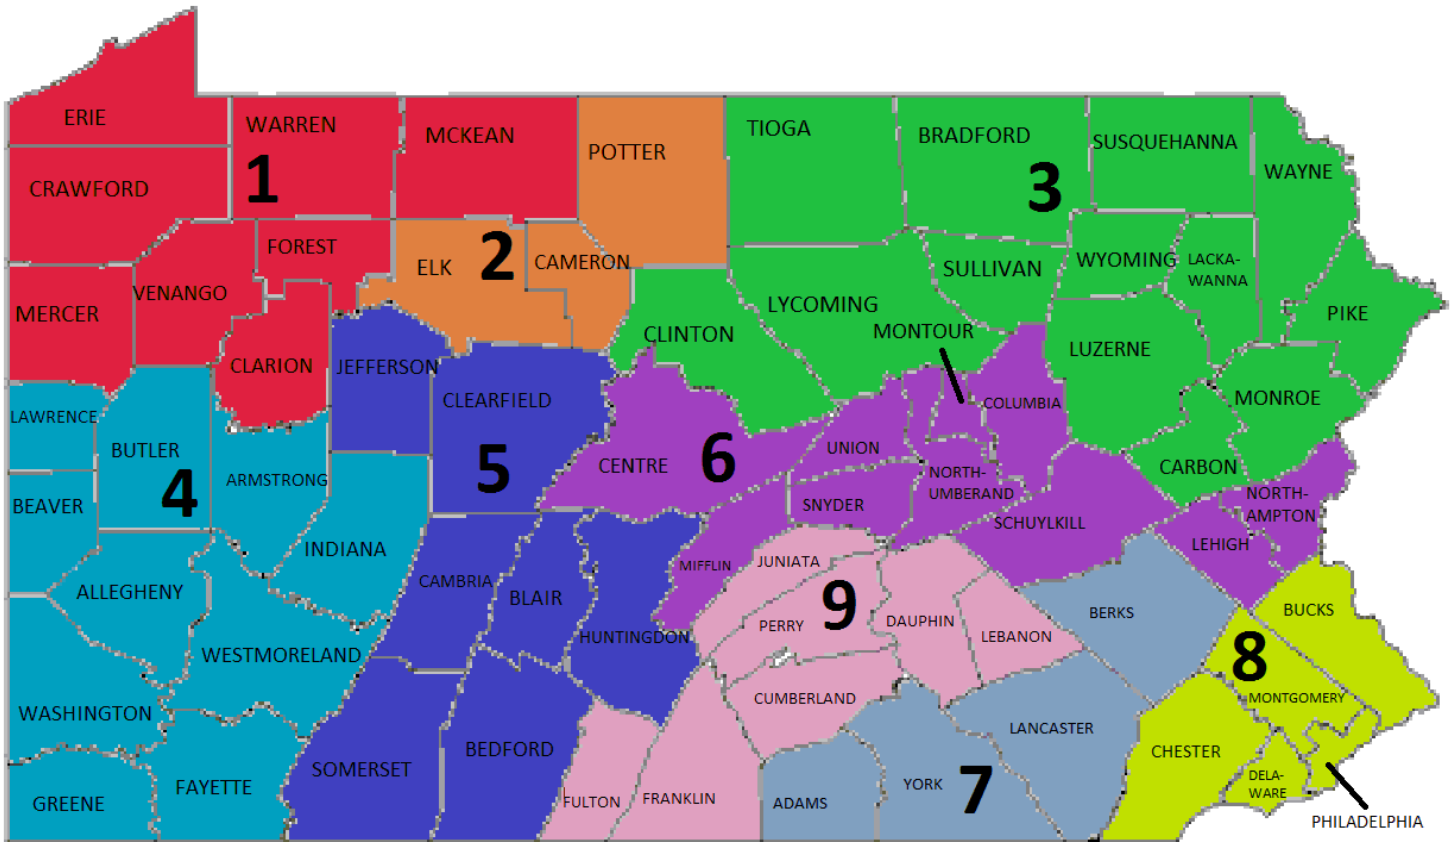 ERIE
WARREN
MCKEAN
POTTER
TIOGA
BRADFORD
SUSQUEHANNA
WAYNE
CRAWFORD
1
3
FOREST
ELK
2
CAMERON
SULLIVAN
WYOMING
LACKA-
WANNA
MERCER
VENANGO
LYCOMING
PIKE
CLINTON
MONTOUR
LUZERNE
CLARION
JEFFERSON
CLEARFIELD
COLUMBIA
MONROE
LAWRENCE
BUTLER
ARMSTRONG
4
5
CENTRE
6
UNION
NORTH-
UMBERAND
CARBON
BEAVER
SNYDER
SCHUYLKILL
NORTH-
AMPTON
LEHIGH
INDIANA
ALLEGHENY
CAMBRIA
BLAIR
MIFFLIN
JUNIATA
HUNTINGDON
PERRY
9
DAUPHIN
LEBANON
BERKS
BUCKS
WESTMORELAND
8
WASHINGTON
CUMBERLAND
MONTGOMERY
LANCASTER
SOMERSET
BEDFORD
CHESTER
GREENE
FAYETTE
FULTON
FRANKLIN
ADAMS
YORK
7
DELA-
WARE
PHILADELPHIA